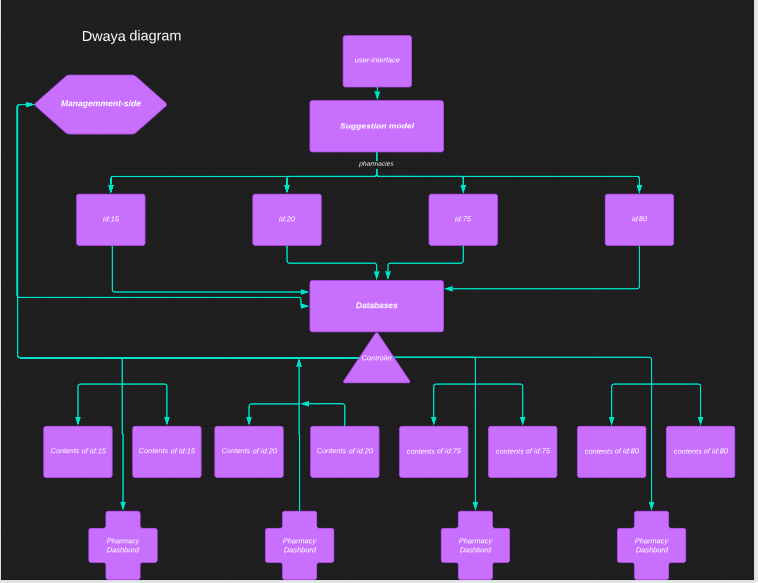 Dwaya diagram
user-interface
Managemment-side
Suggestion model
pharmacies
id:15
id:20
id:75
id:80
Databases
Controler
Contents of id:15
Contents of id:15
Contents of id:20
Contents of id:20
contents of id:75
contents of id:75
contents of id:80
contents of id:80
Pharmacy
Dashbord
Pharmacy
Dashbord
Pharmacy
Dashbord
Pharmacy
Dashbord